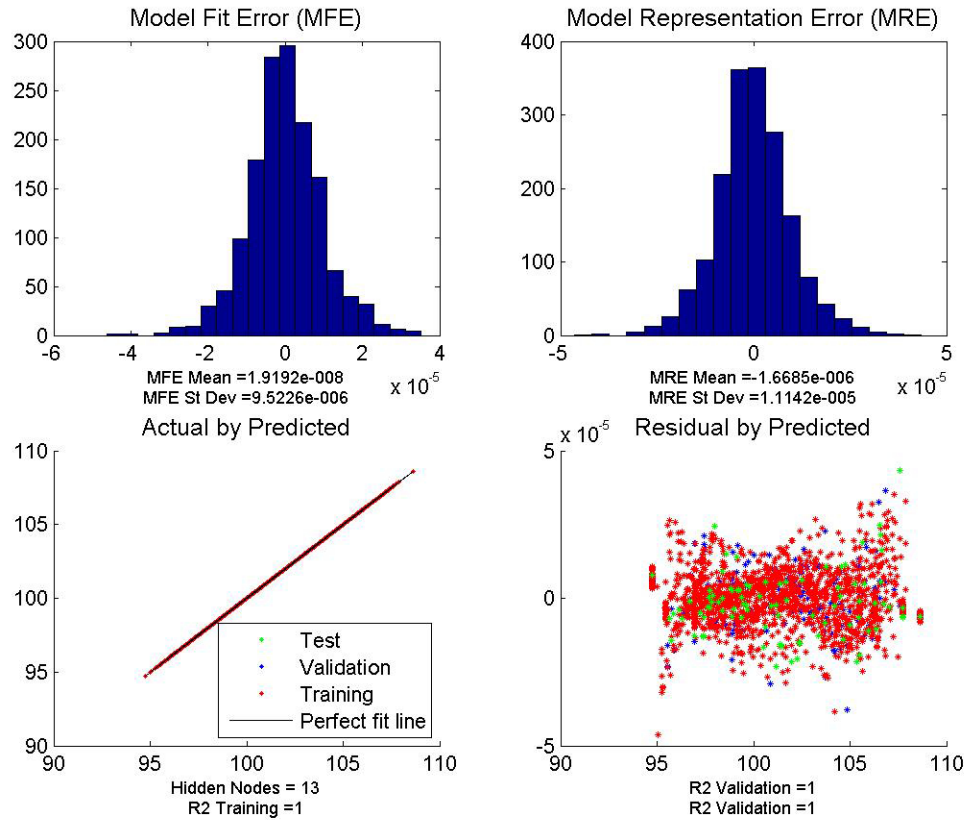 Model Fit Error (MFE)
300
250
200
150
100
50
0
-6
-4
-2
0
2
4
x 10-5
MFE Mean =1.9192e-008
MFE St Dev =9.5226e-006
Model Representation Error (MRE)
400
300
200
100
0
-5
0
5
x 10-5
MRE Mean=-1.6685e-006
MRE St Dev =1.1142e-005
Actual by Predicted
110
105
100
95
90
90
95
100
105
110
Test
Validation
Training
Perfect fit line
Hidden Nodes = 13
R2 Training =1
Residual by Predicted
x 10-5
5
0
-5
90
95
100
105
110
R2 Validation =1
R2 Validation =1